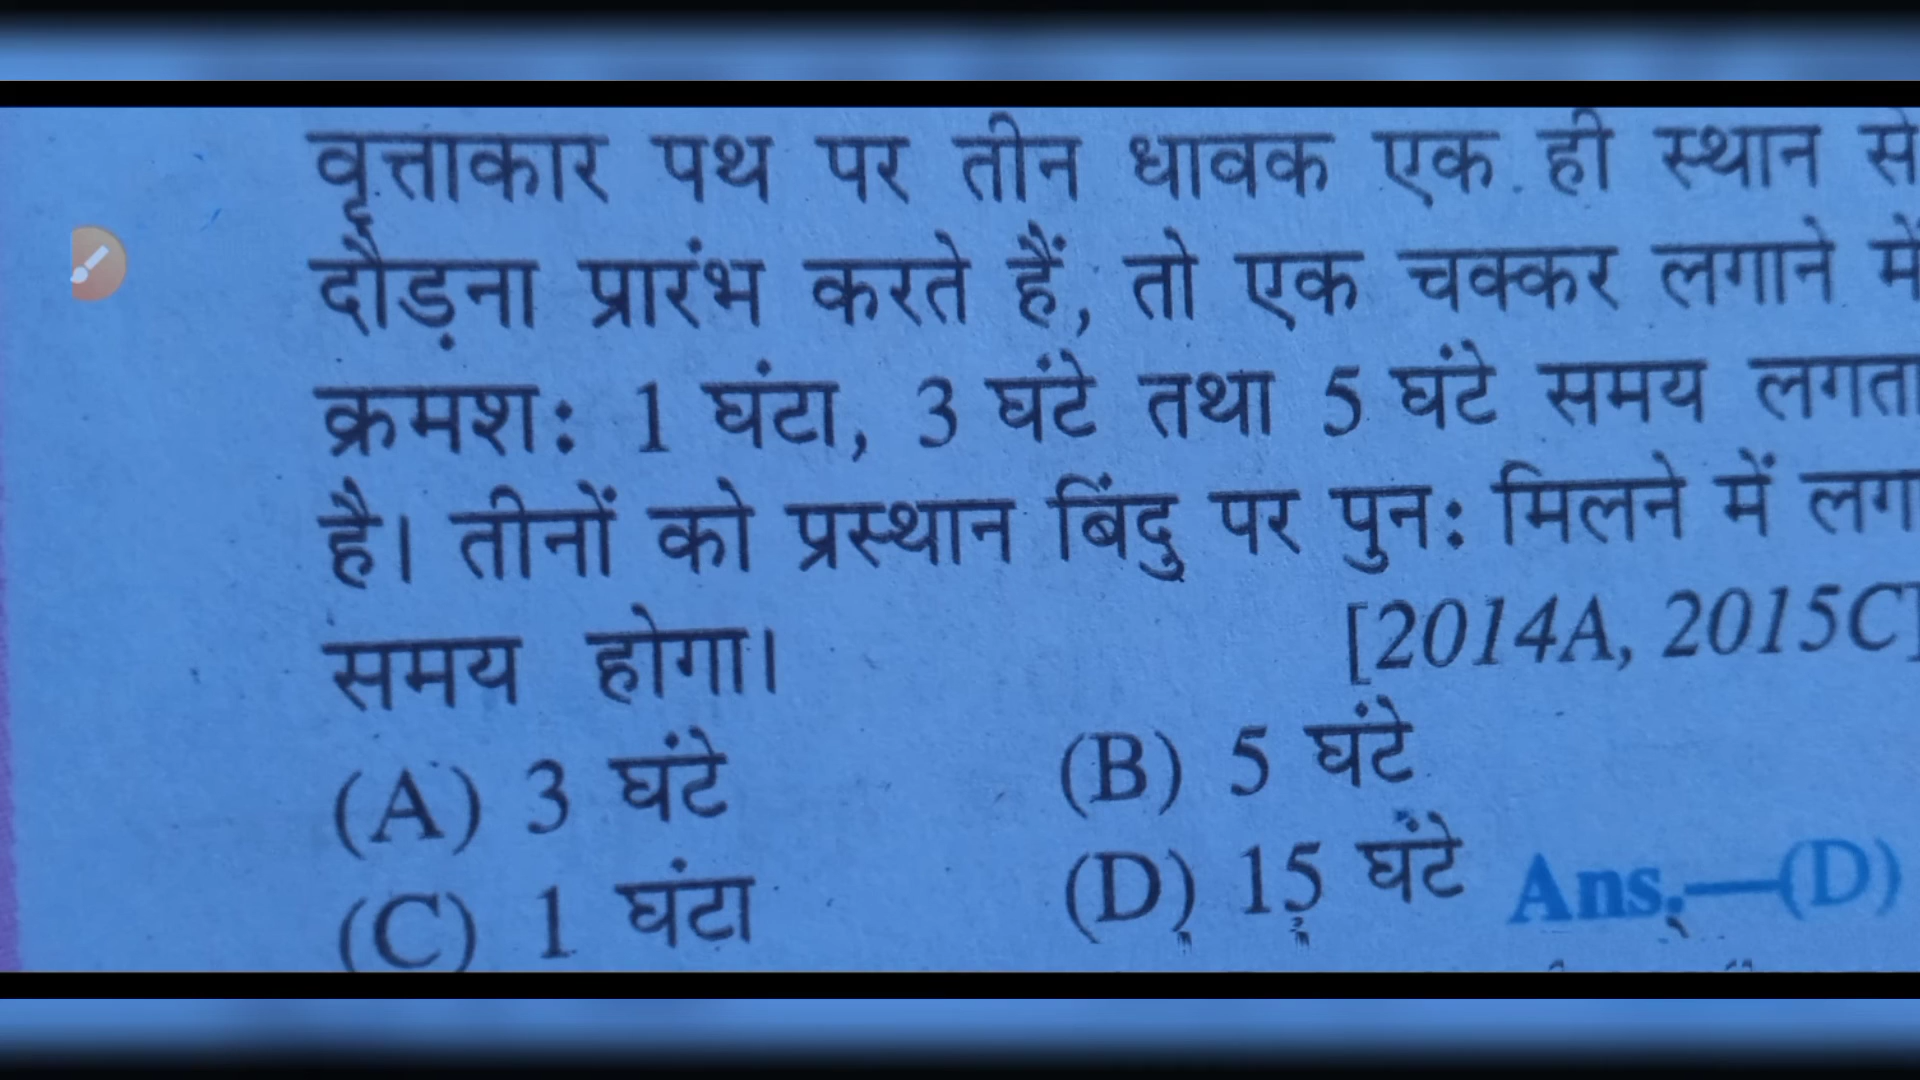 वृत्ताकार पथ पर तीन धावक एक ही स्थान से
दौड़ना प्रारंभ करते हैं, तो एक चक्कर लगाने में
क्रमश: 1 घंटा, 3 घंटे तथा 5 घंटे समय लगता
है। तीनों को प्रस्थान बिंदु पर पुन: मिलने में लगा
समय होगा। [2014A, 2015C]
(A) 3 घंटे (B) 5 घंटे
(C) 1 घंटा (D) 15 घंटे Ans.—(D)